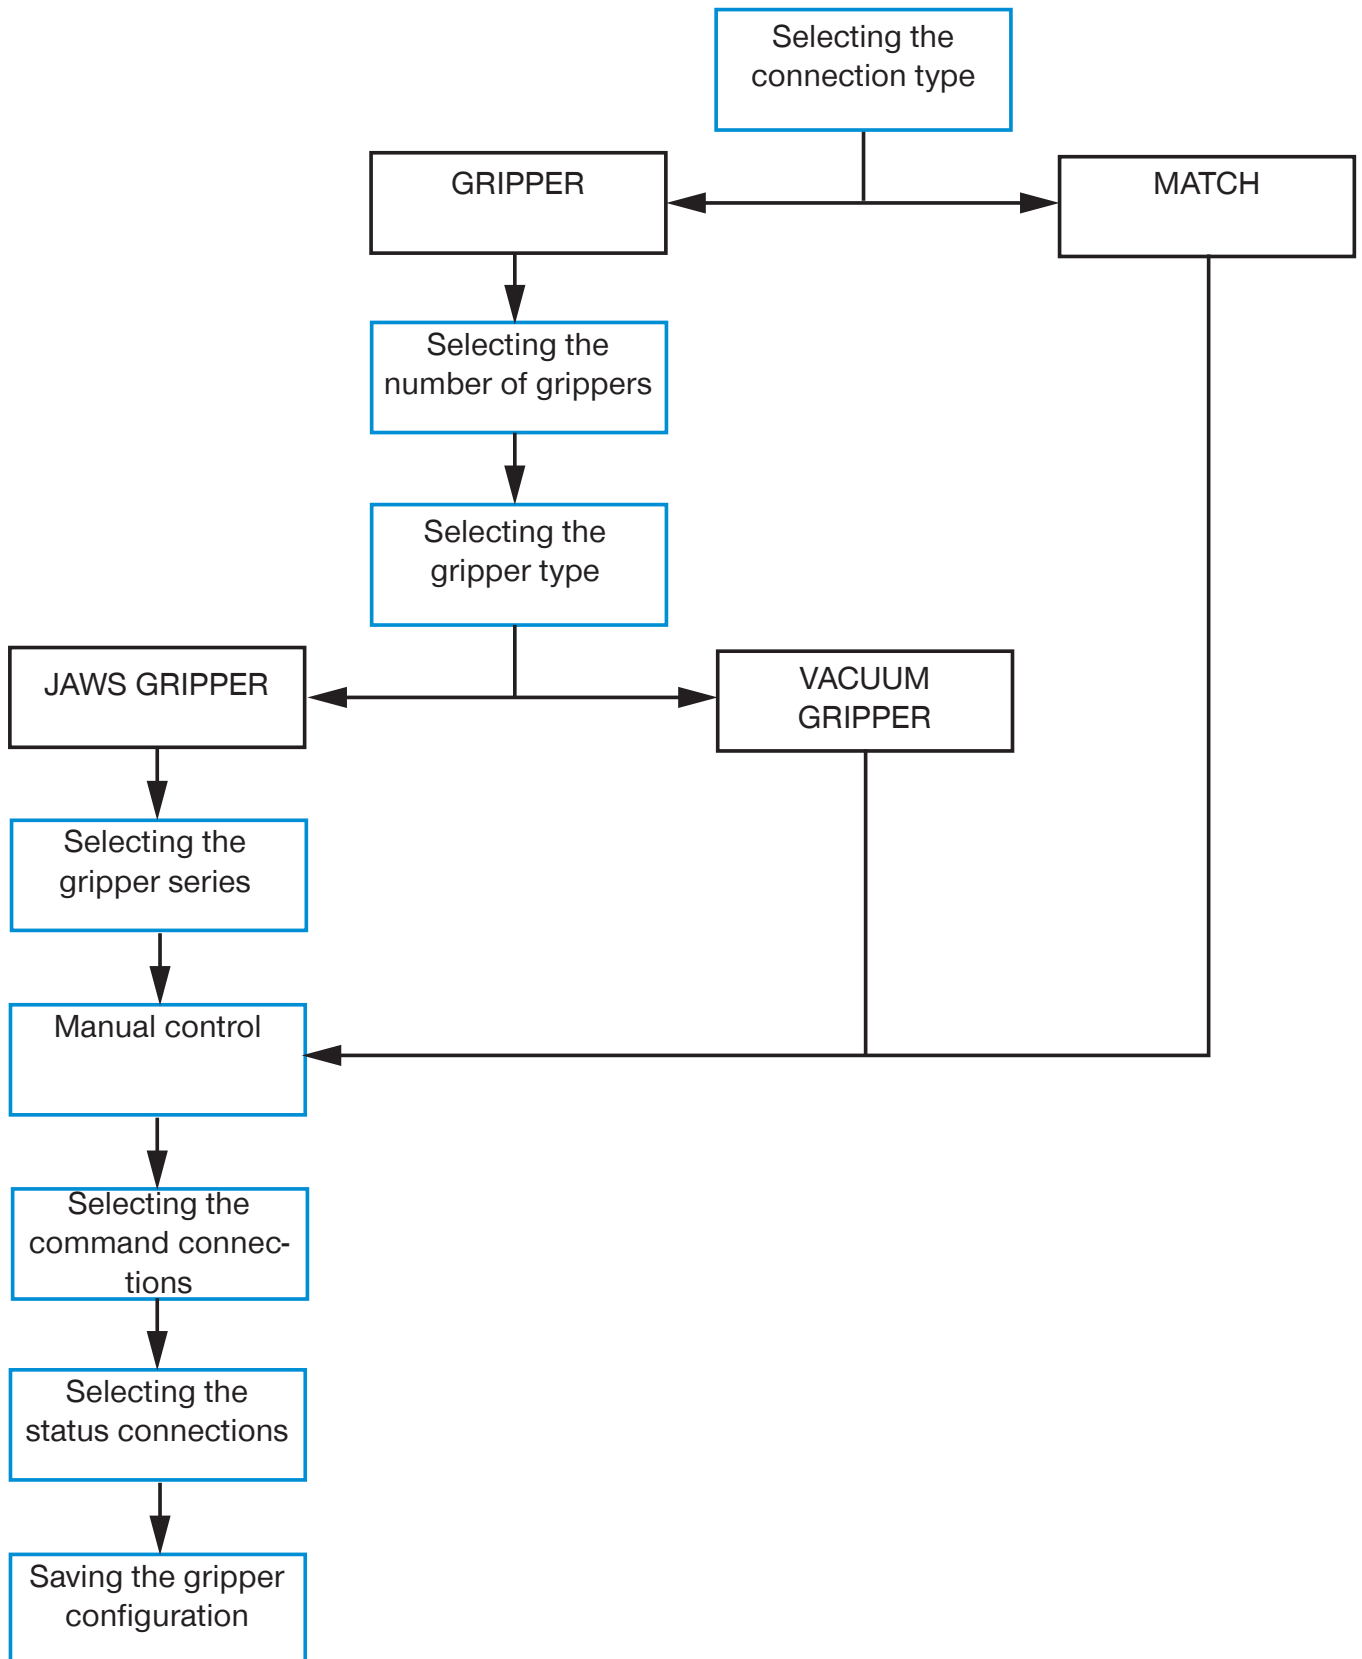 Selecting the
connection type
GRIPPER
MATCH
Selecting the
number of grippers
Selecting the
gripper type
JAWS GRIPPER
VACUUM
GRIPPER
Selecting the
gripper series
Manual control
Selecting the
command connec-
tions
Selecting the
status connections
Saving the gripper
configuration